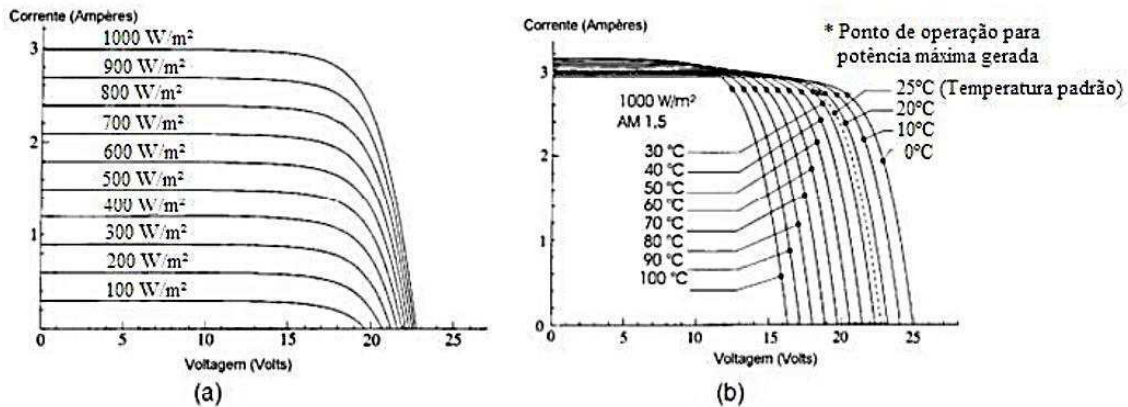 Corrente (Ampères)
3
2
1
0
1000 W/m²
900 W/m²
800 W/m²
700 W/m²
600 W/m²
500 W/m²
400 W/m²
300 W/m²
200 W/m²
100 W/m²
0 5 10 15 20 25
Voltagem (Volts)
(a)
Corrente (Ampères)
3
2
1
0
1000 W/m²
AM 1,5
30 °C
40 °C
50 °C
60 °C
70 °C
80 °C
90 °C
100 °C
* Ponto de operação para
potência máxima gerada
25°C (Temperatura padrão)
20°C
10°C
0°C
0 5 10 15 20 25
Voltagem (Volts)
(b)